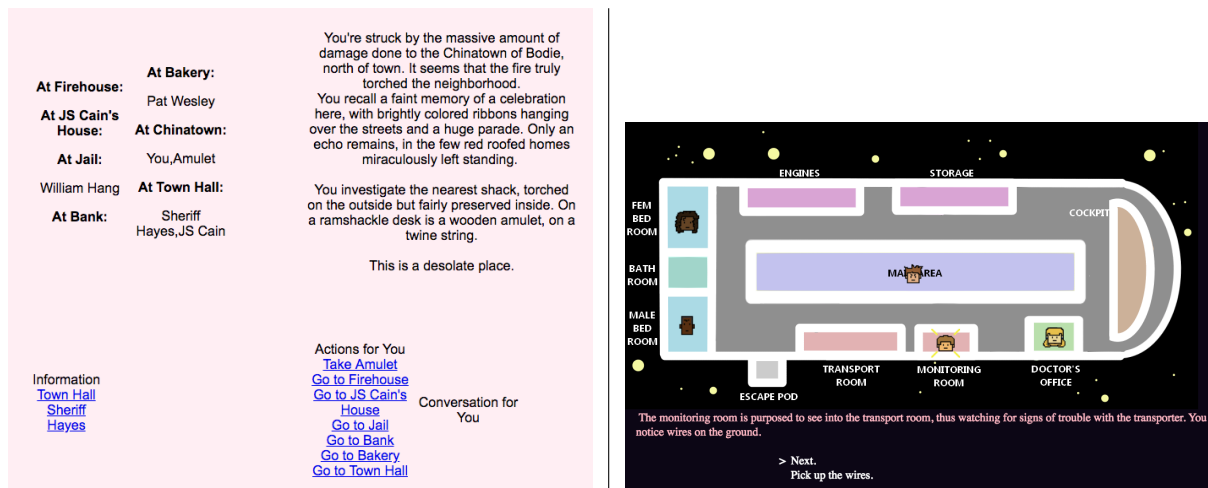 At Firehouse:
At JS Cain's
House:
At Jail:
William Hang
At Bank:
At Bakery:
Pat Wesley
At Chinatown:
You,Amulet
At Town Hall:
Sheriff
Hayes,JS Cain
You're struck by the massive amount of
damage done to the Chinatown of Bodie,
north of town. It seems that the fire truly
torched the neighborhood.
You recall a faint memory of a celebration
here, with brightly colored ribbons hanging
over the streets and a huge parade. Only an
echo remains, in the few red roofed homes
miraculously left standing.
You investigate the nearest shack, torched
on the outside but fairly preserved inside. On
a ramshackle desk is a wooden amulet, on a
twine string.
This is a desolate place.
Information
Town Hall
Sheriff
Hayes
Actions for You
Take Amulet
Go to Firehouse
Go to JS Cain's
House
Go to Jail
Go to Bank
Go to Bakery
Go to Town Hall
Conversation for
You
ENGINES
STORAGE
COCKPIT
FEM
BED
ROOM
BATH
ROOM
MALE
BED
ROOM
AREA
TRANSPORT
ROOM
MONITORING
ROOM
DOCTOR'S
OFFICE
ESCAPE POD
The monitoring room is purposed to see into the transport room, thus watching for signs of trouble with the transporter. You
notice wires on the ground.
> Next.
Pick up the wires.